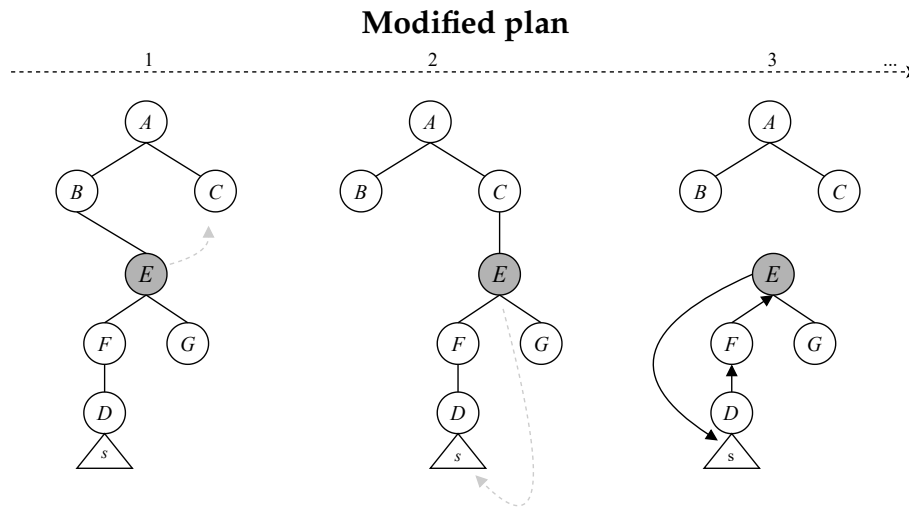 Modified plan
1 2 3 ...
A A A
B C B C B C
E E E
F G F G F G
D D D
s s s